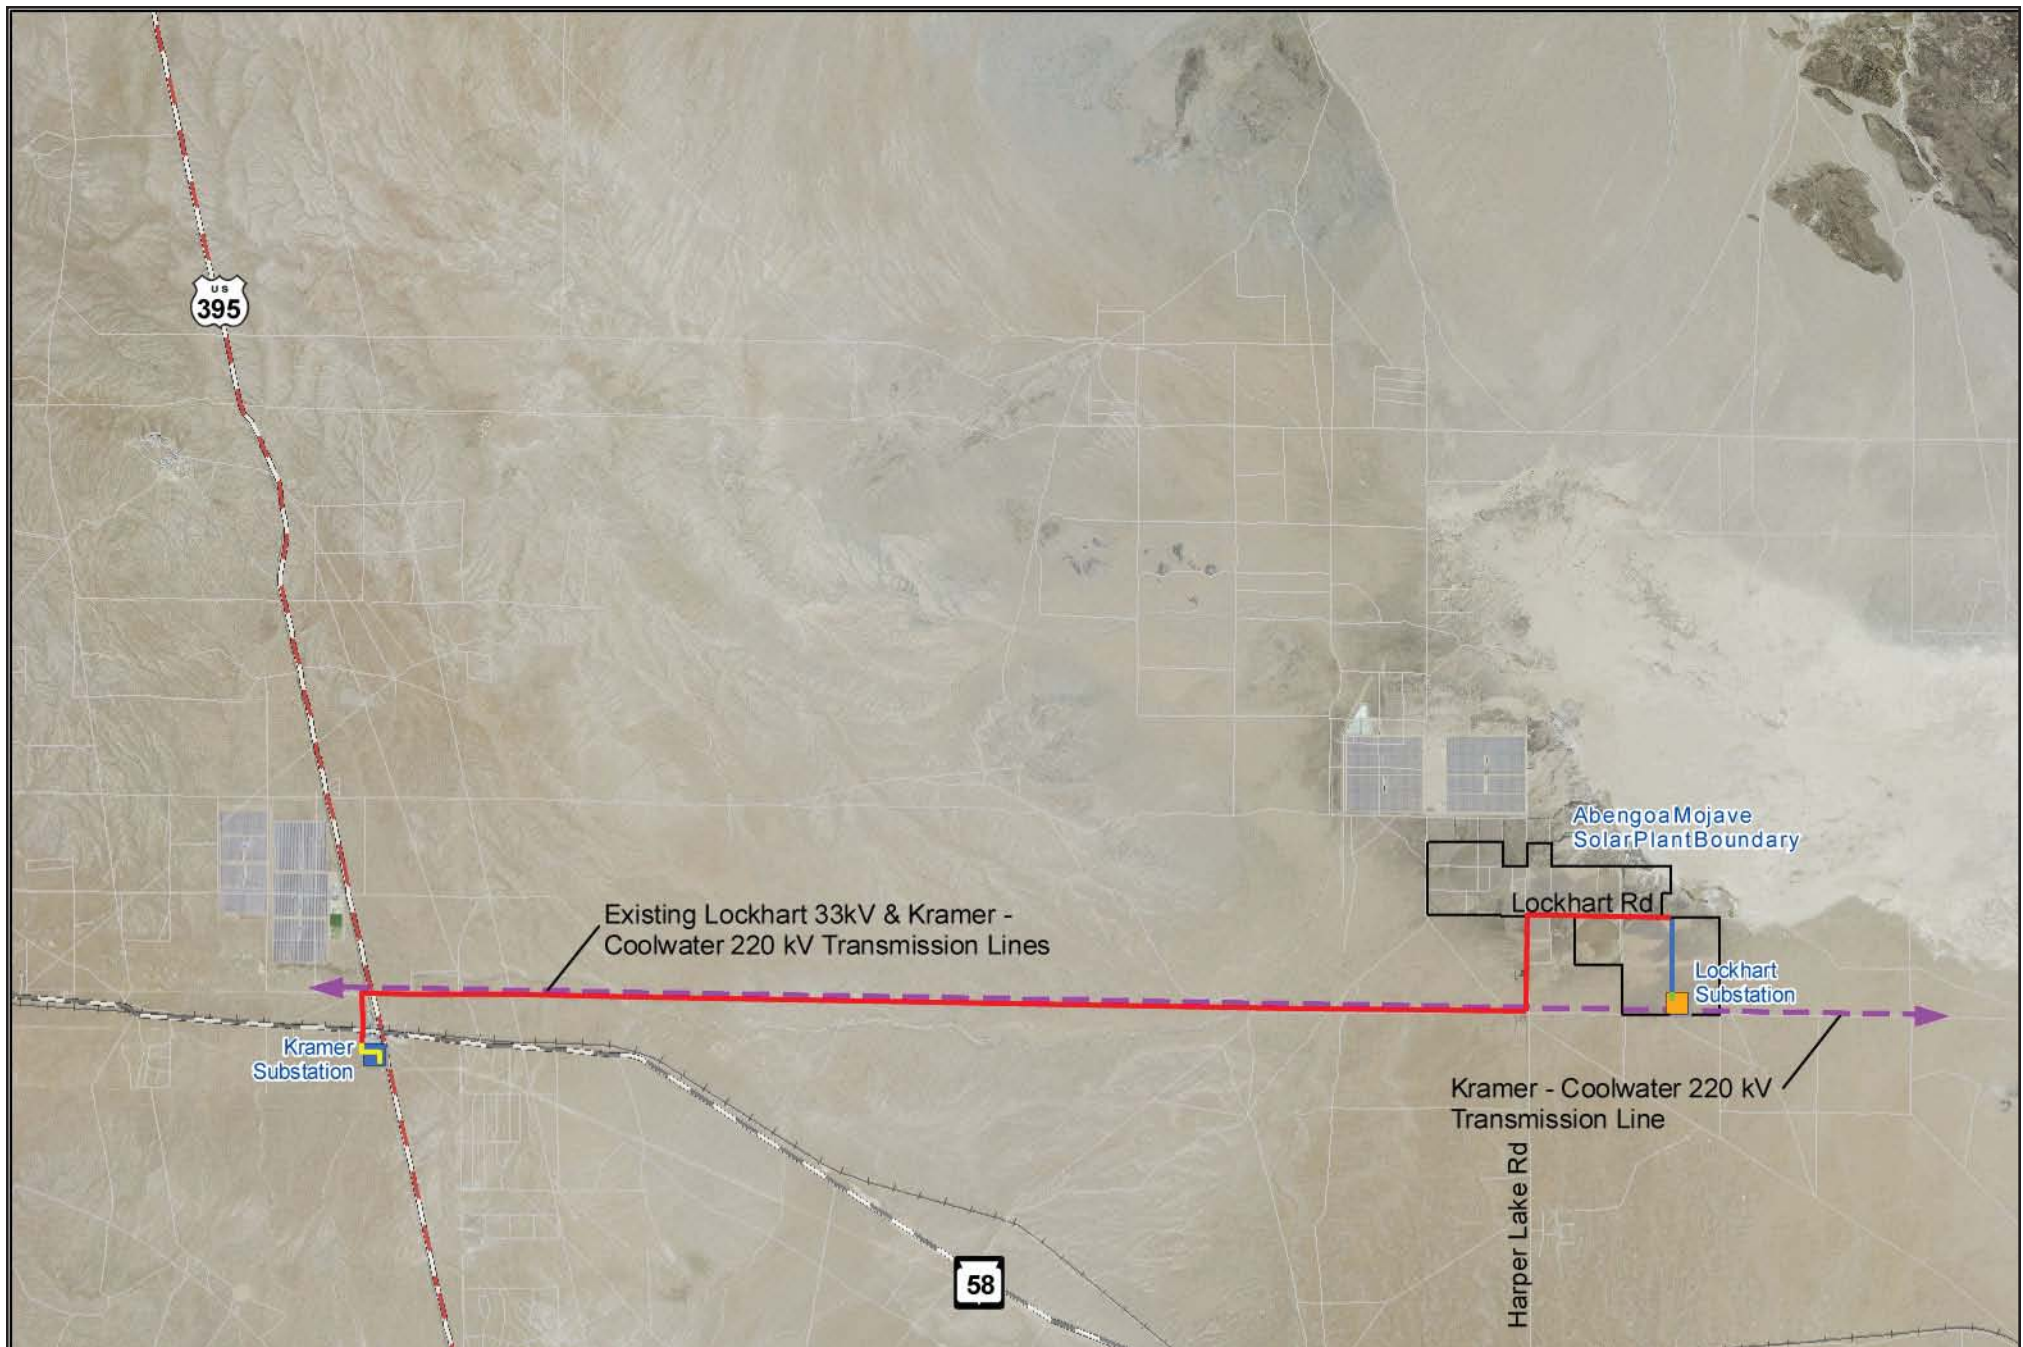 US
395
Abengoa Mojave
Solar Plant Boundary
Lockhart Rd
Existing Lockhart 33kV & Kramer -
Coolwater 220 kV Transmission Lines
Lockhart
Substation
Kramer
Substation
Kramer - Coolwater 220 kV
Transmission Line
Harper Lake Rd
58